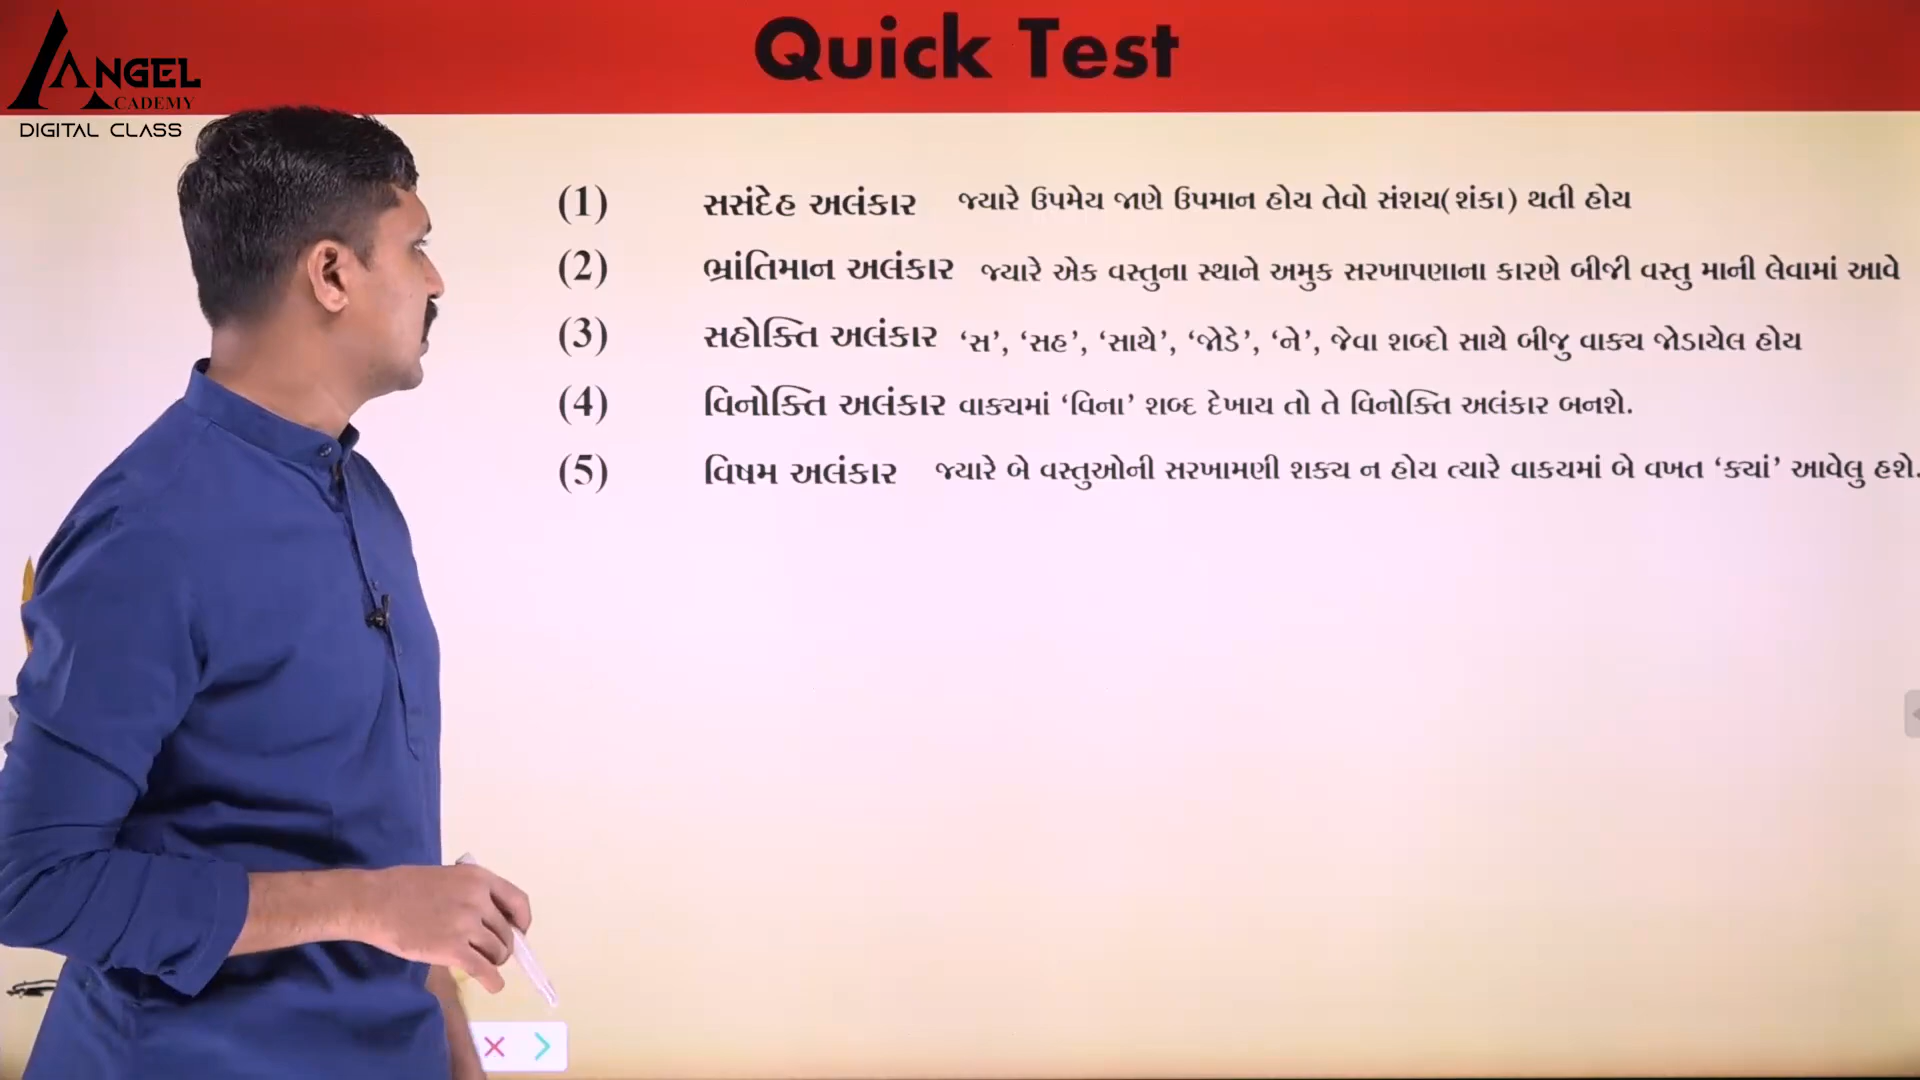 Quick Test
ANGEL
ACADEMY
DIGITAL CLASS
(1) સસંદેહ અલંકાર જ્યારે ઉપમેય જાણે ઉપમાન હોય તેવો સંશય(શંકા) થતી હોય
(2) ભ્રાંતિમાન અલંકાર જ્યારે એક વસ્તુના સ્થાને અમુક સરખાપણાના કારણે બીજી વસ્તુ માની લેવામાં આવે
(3) સહોક્તિ અલંકાર ‘સ’, ‘સહ’, ‘સાથે’, ‘જોડે’, ‘ને’, જેવા શબ્દો સાથે બીજુ વાક્ય જોડાયેલ હોય
(4) વિનોક્તિ અલંકાર વાક્યમાં ‘વિના’ શબ્દ દેખાય તો તે વિનોક્તિ અલંકાર બનશે.
(5) વિષમ અલંકાર જ્યારે બે વસ્તુઓની સરખામણી શક્ય ન હોય ત્યારે વાક્યમાં બે વખત ‘ક્યાં’ આવેલુ હશે.